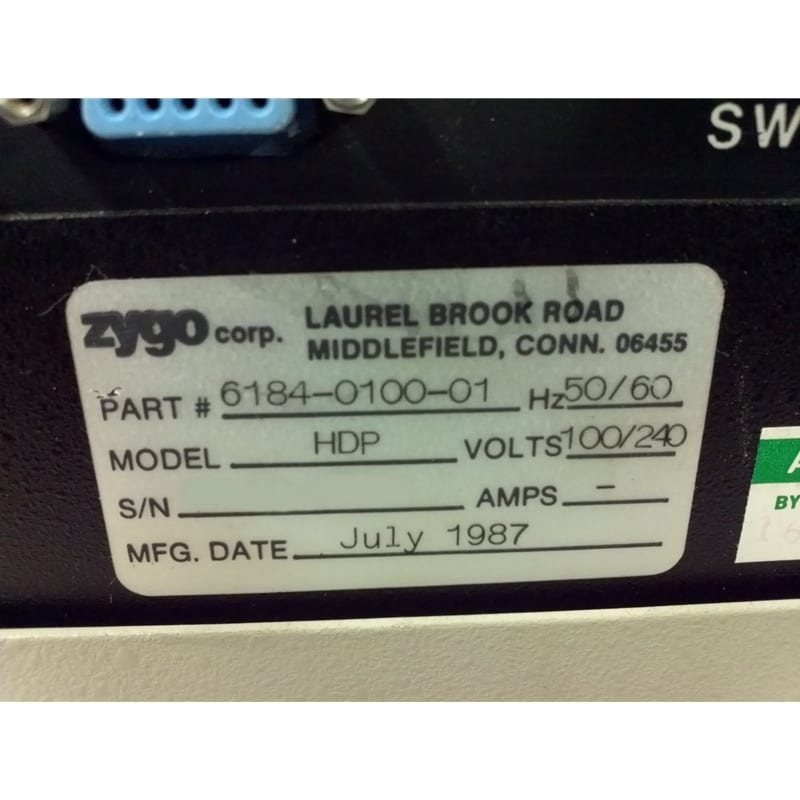 SW
zygo corp. LAUREL BROOK ROAD
MIDDLEFIELD, CONN. 06455
PART # 6184-0100-01 Hz 50/60
MODEL HDP VOLTS 100/240
S/N AMPS -
MFG. DATE July 1987
A
BY
16